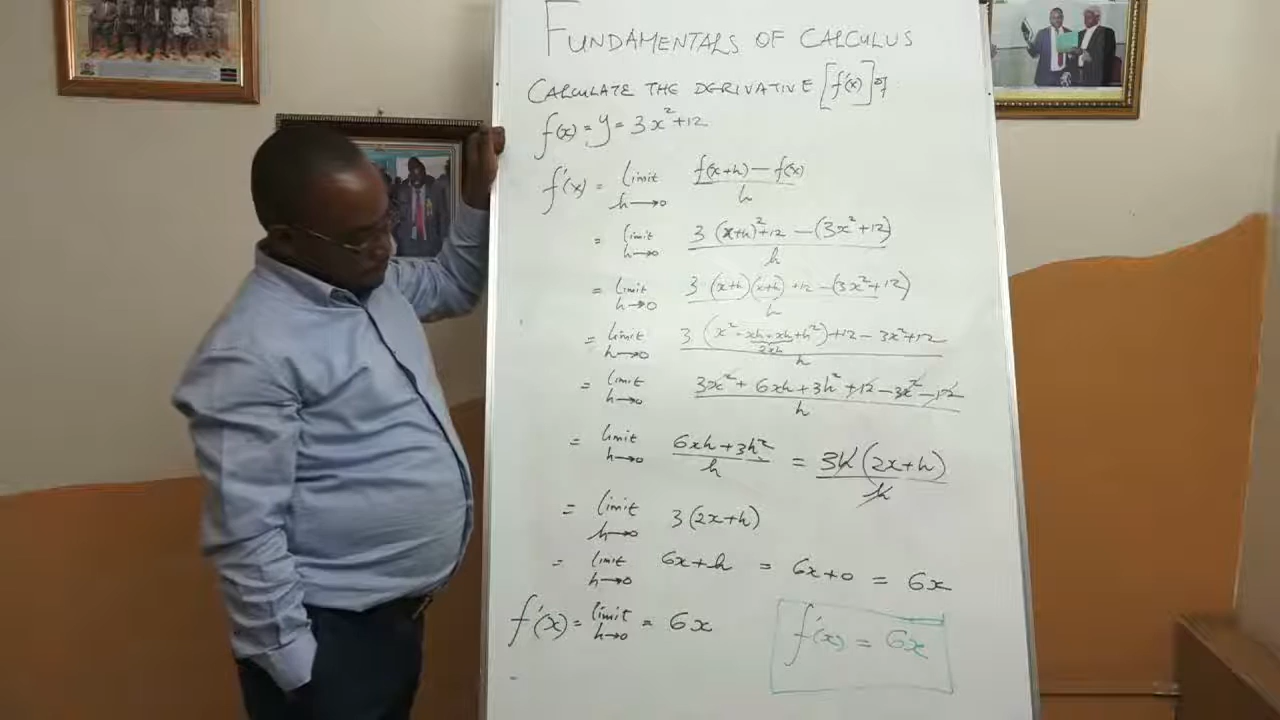 FUNDAMENTALS OF CALCULUS
CALCULATE THE DERIVATIVE [f'(x)] of
f(x) = y = 3x² + 12
f'(x) = limit h→0 f(x+h) − f(x) / h
= limit h→0 3(x+h)² + 12 − (3x² + 12) / h
= limit h→0 3(x+h)(x+h) + 12 − (3x² + 12) / h
= limit h→0 3(x² + xh + xh + h²) + 12 − 3x² + 12 / h
2xh
= limit h→0 3x² + 6xh + 3h² + 12 − 3x² − 12 / h
= limit h→0 6xh + 3h² / h = 3h(2x+h) / h
= limit h→0 3(2x+h)
= limit h→0 6x + h = 6x + 0 = 6x
f'(x) = limit h→0 = 6x
f'(x) = 6x